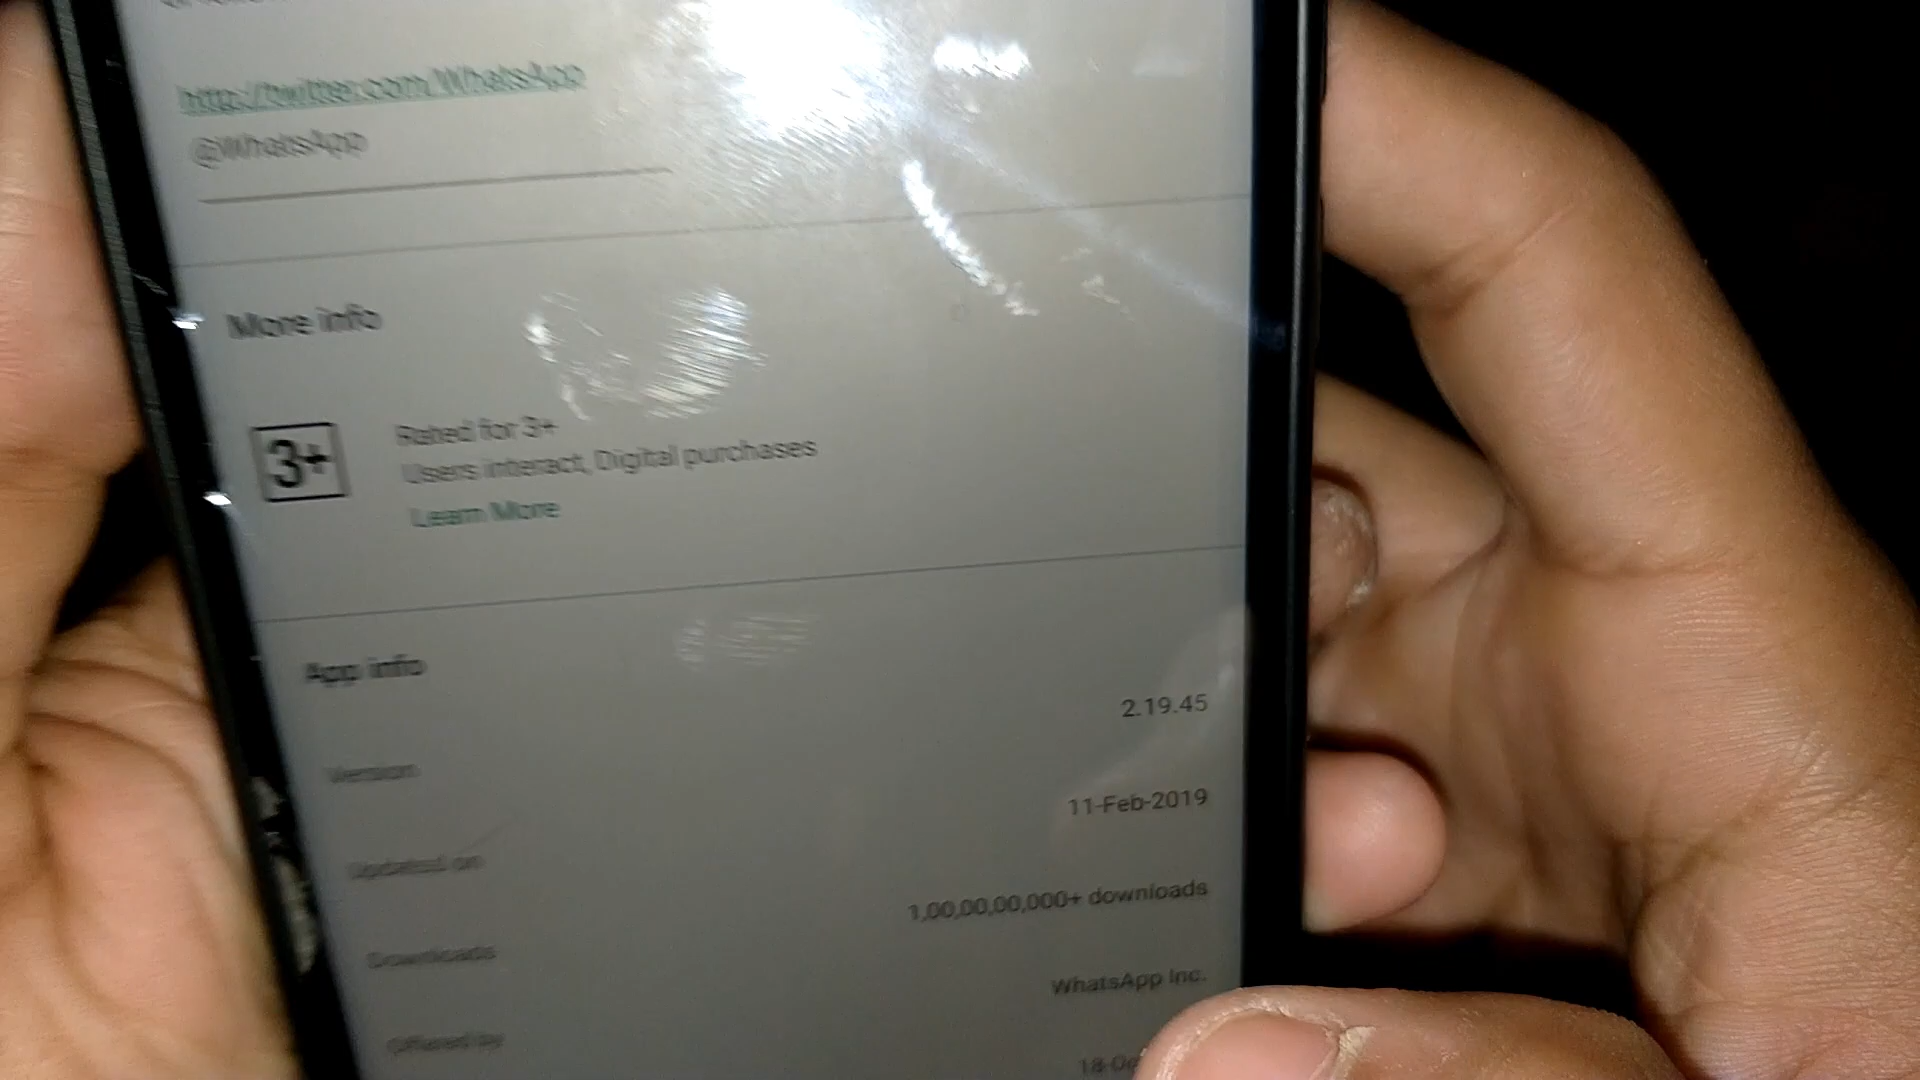 http://twitter.com/WhatsApp
@WhatsApp
More info
3+
Rated for 3+
Users interact, Digital purchases
Learn More
App info
Version 2.19.45
Updated on 11-Feb-2019
Downloads 1,00,00,00,000+ downloads
Offered by WhatsApp Inc.